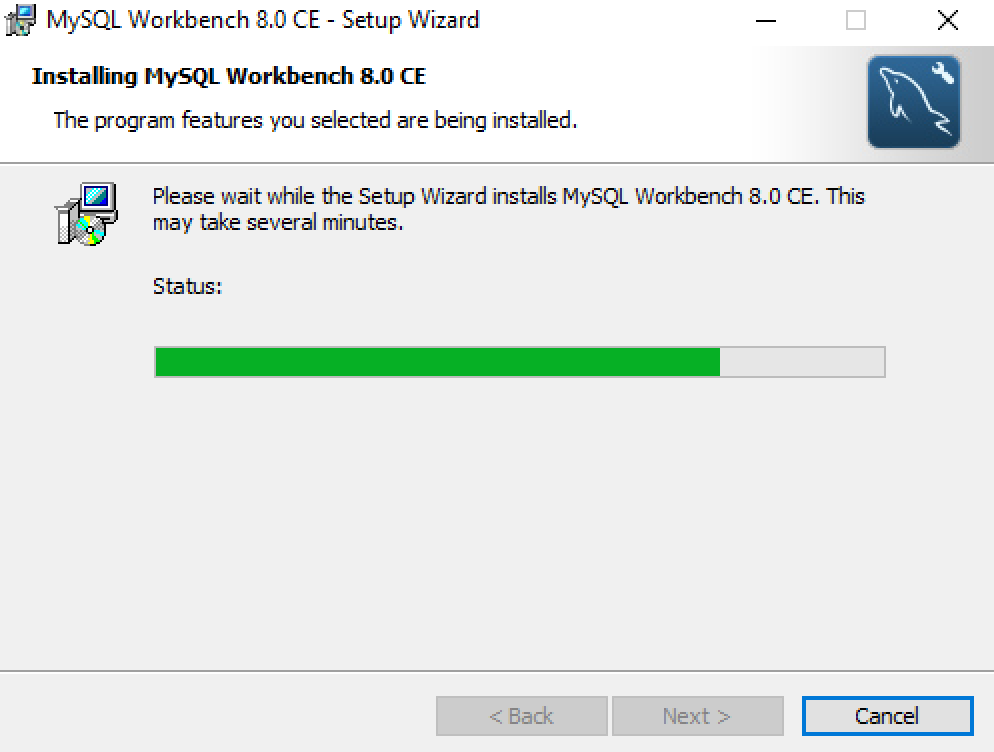 MySQL Workbench 8.0 CE - Setup Wizard
Installing MySQL Workbench 8.0 CE
The program features you selected are being installed.
Please wait while the Setup Wizard installs MySQL Workbench 8.0 CE. This
may take several minutes.
Status:
< Back
Next >
Cancel